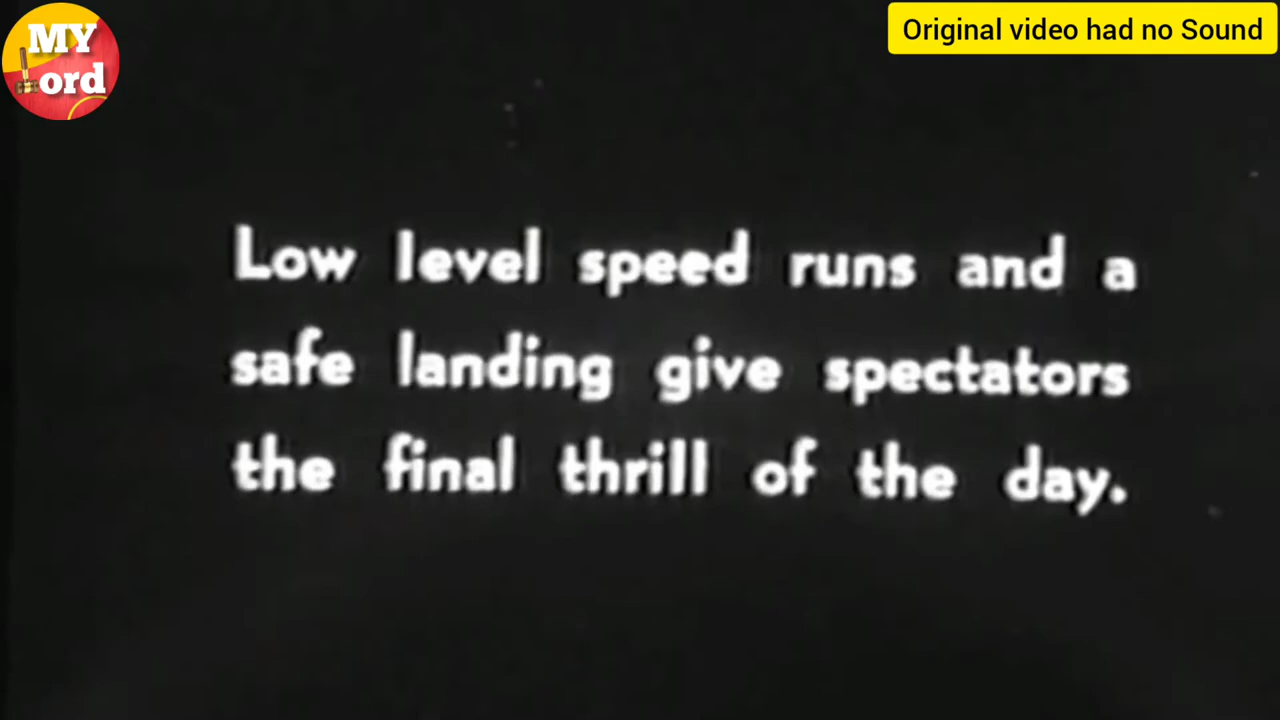 MY
ord
Original video had no Sound
Low level speed runs and a
safe landing give spectators
the final thrill of the day.